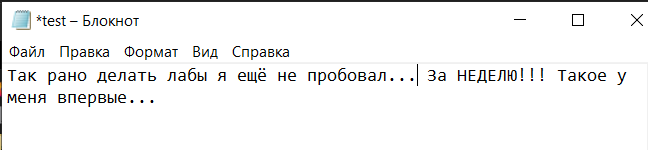 *test – Блокнот
Файл Правка Формат Вид Справка
Так рано делать лабы я ещё не пробовал... За НЕДЕЛЮ!!! Такое у
меня впервые...